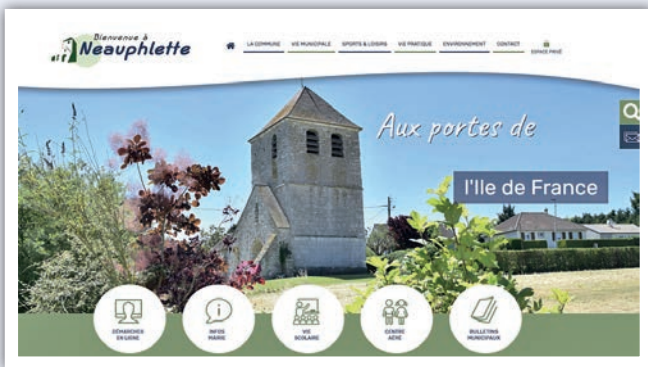 Bienvenue à
Neauphlette
LA COMMUNE VIE MUNICIPALE SPORTS & LOISIRS VIE PRATIQUE ENVIRONNEMENT CONTACT ESPACE PRIVÉ
Aux portes de
l'Ile de France
DÉMARCHES
EN LIGNE
INFOS
MAIRIE
VIE
SCOLAIRE
CENTRE
AÉRÉ
BULLETINS
MUNICIPAUX